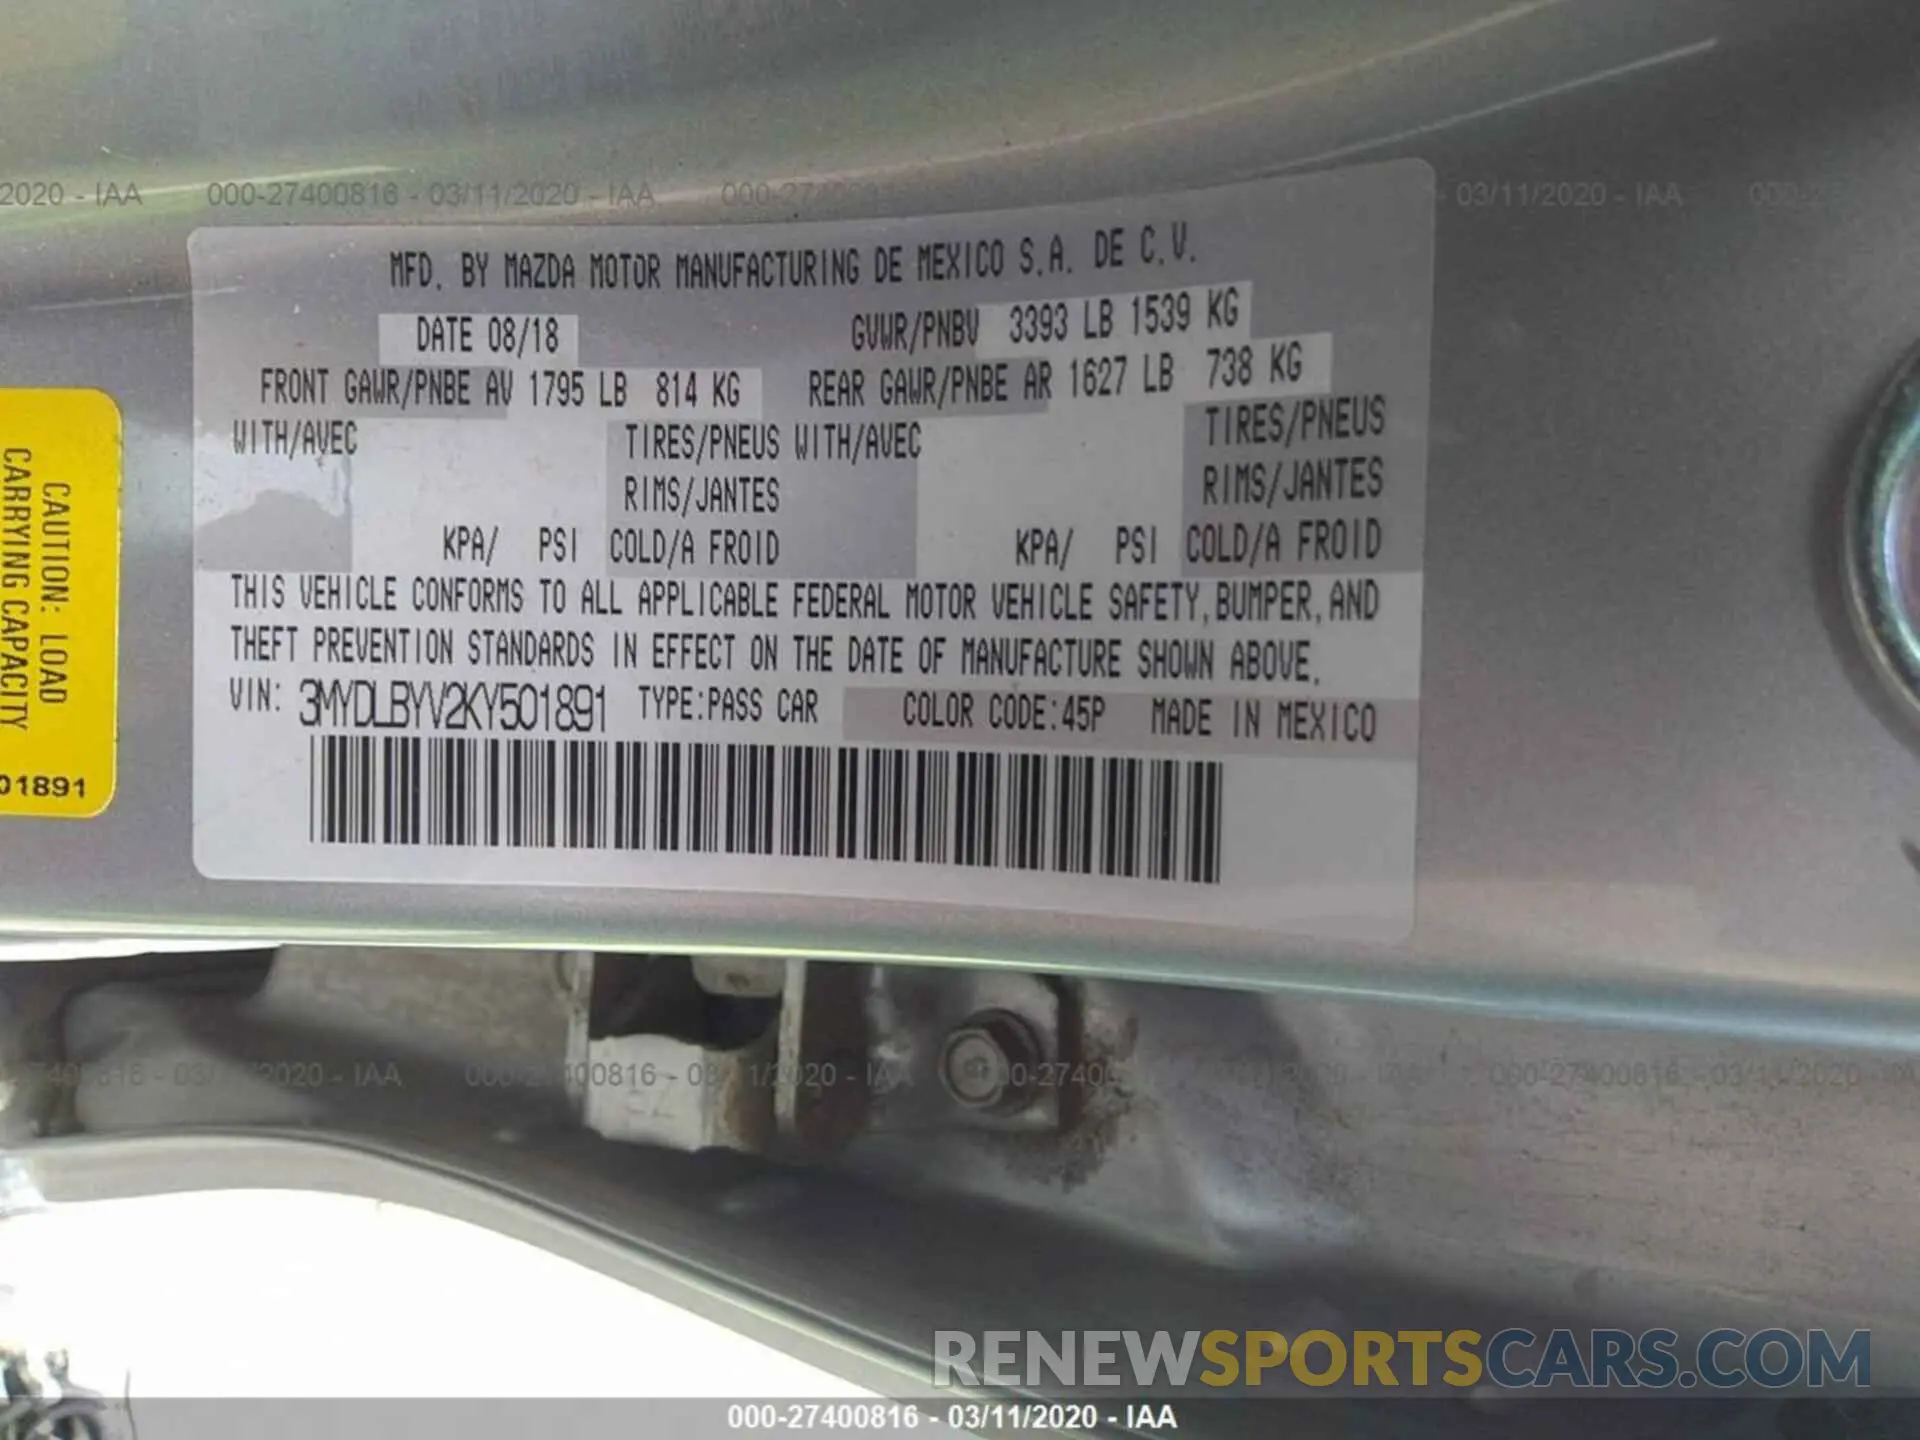 2020 - IAA 000-27400816 - 03/11/2020 - IAA - 03/11/2020 - IAA
MFD. BY MAZDA MOTOR MANUFACTURING DE MEXICO S.A. DE C.V.
DATE 08/18 GVWR/PNBV 3393 LB 1539 KG
FRONT GAWR/PNBE AV 1795 LB 814 KG REAR GAWR/PNBE AR 1627 LB 738 KG
WITH/AVEC TIRES/PNEUS WITH/AVEC TIRES/PNEUS
RIMS/JANTES RIMS/JANTES
KPA/ PSI COLD/A FROID KPA/ PSI COLD/A FROID
THIS VEHICLE CONFORMS TO ALL APPLICABLE FEDERAL MOTOR VEHICLE SAFETY, BUMPER, AND
THEFT PREVENTION STANDARDS IN EFFECT ON THE DATE OF MANUFACTURE SHOWN ABOVE.
VIN: 3MYDLBYV2KY501891 TYPE:PASS CAR COLOR CODE:45P MADE IN MEXICO
CAUTION: LOAD
CARRYING CAPACITY
01891
RENEWSPORTSCARS.COM
000-27400816 - 03/11/2020 - IAA